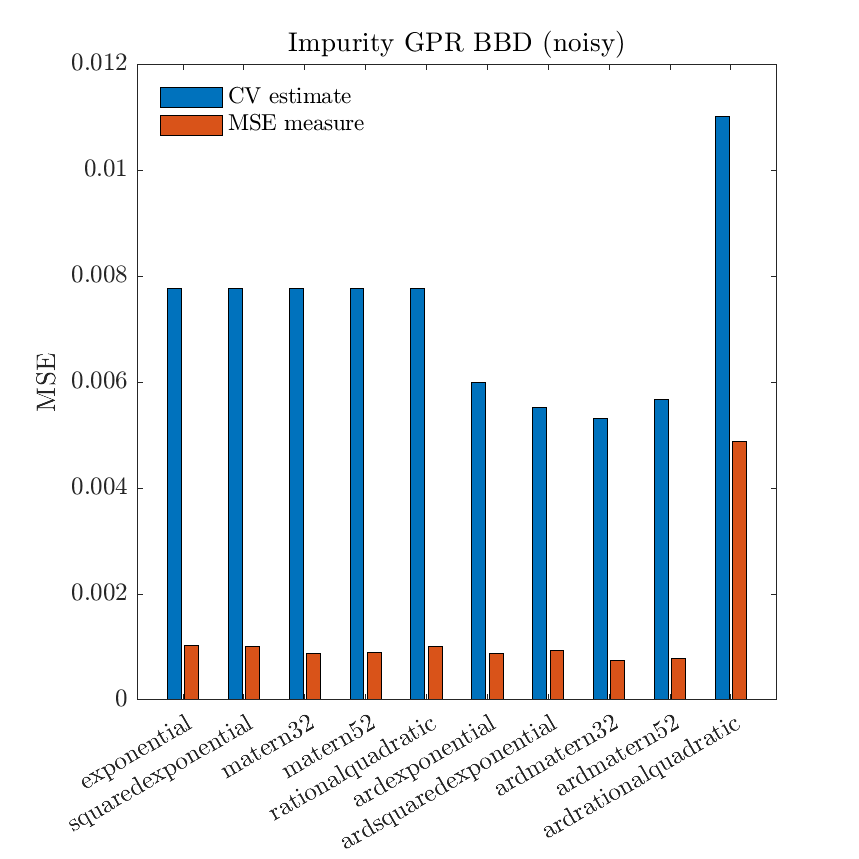 Impurity GPR BBD (noisy)
CV estimate
MSE measure
MSE
0.012
0.01
0.008
0.006
0.004
0.002
0
exponential
squaredexponential
matern32
matern52
rationalquadratic
ardexponential
ardsquaredexponential
ardmatern32
ardmatern52
ardrationalquadratic